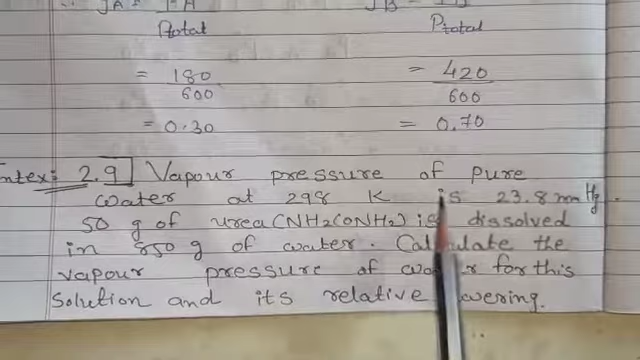 Ptotal Ptotal
= 180 = 420
600 600
= 0.30 = 0.70
Intex: 2.9 Vapour pressure of pure
water at 298 K is 23.8 mm Hg.
50 g of urea (NH2CONH2) is dissolved
in 850 g of water. Calculate the
vapour pressure of water for this
solution and its relative lowering.